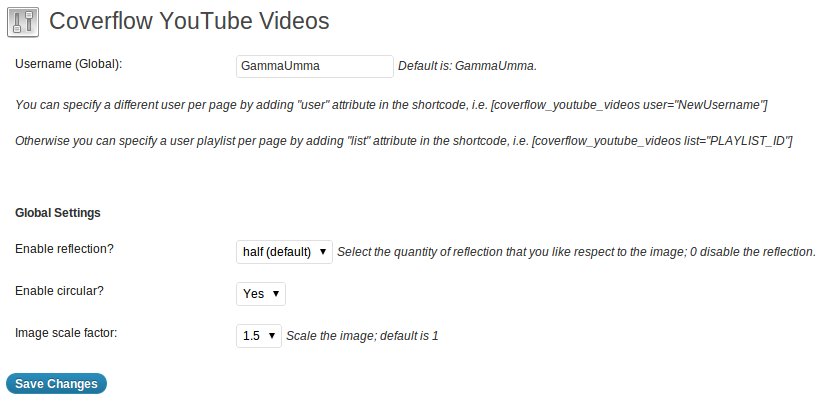 Coverflow YouTube Videos
Username (Global): GammaUmma Default is: GammaUmma.
You can specify a different user per page by adding "user" attribute in the shortcode, i.e. [coverflow_youtube_videos user="NewUsername"]
Otherwise you can specify a user playlist per page by adding "list" attribute in the shortcode, i.e. [coverflow_youtube_videos list="PLAYLIST_ID"]
Global Settings
Enable reflection? half (default) Select the quantity of reflection that you like respect to the image; 0 disable the reflection.
Enable circular? Yes
Image scale factor: 1.5 Scale the image; default is 1
Save Changes